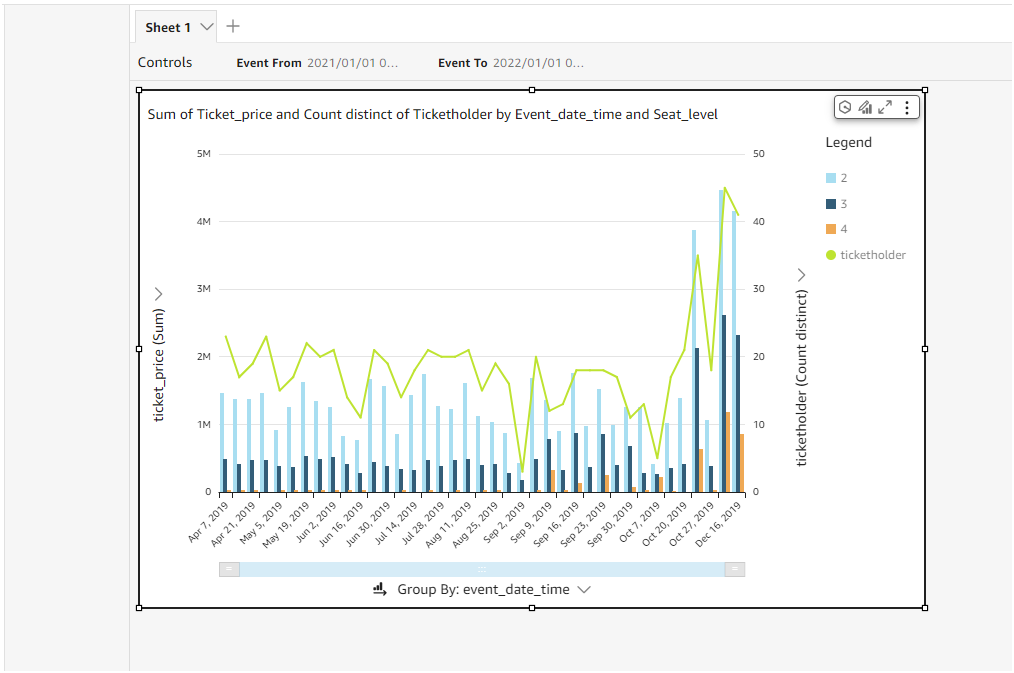 Sheet 1
Controls
Event From 2021/01/01 0...
Event To 2022/01/01 0...
Sum of Ticket_price and Count distinct of Ticketholder by Event_date_time and Seat_level
Legend
2
3
4
ticketholder
ticket_price (Sum)
5M
4M
3M
2M
1M
0
50
40
30
20
10
0
ticketholder (Count distinct)
Apr 7, 2019
Apr 21, 2019
May 5, 2019
May 19, 2019
Jun 2, 2019
Jun 16, 2019
Jun 30, 2019
Jul 14, 2019
Jul 28, 2019
Aug 11, 2019
Aug 25, 2019
Sep 2, 2019
Sep 9, 2019
Sep 16, 2019
Sep 23, 2019
Sep 30, 2019
Oct 7, 2019
Oct 20, 2019
Oct 27, 2019
Dec 16, 2019
Group By: event_date_time